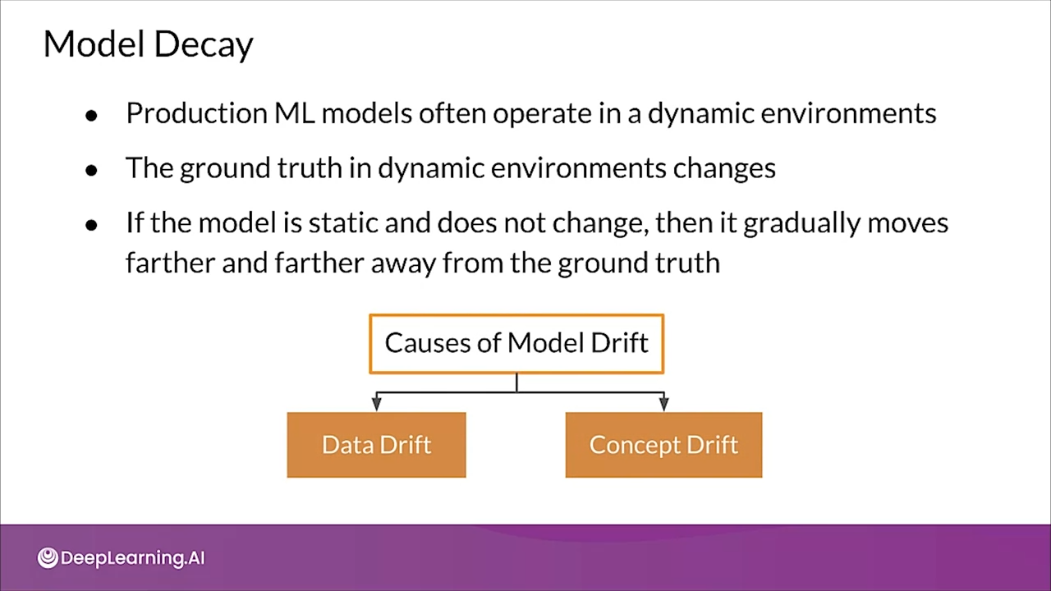 Model Decay
● Production ML models often operate in a dynamic environments
● The ground truth in dynamic environments changes
● If the model is static and does not change, then it gradually moves
farther and farther away from the ground truth
Causes of Model Drift
Data Drift
Concept Drift
DeepLearning.AI